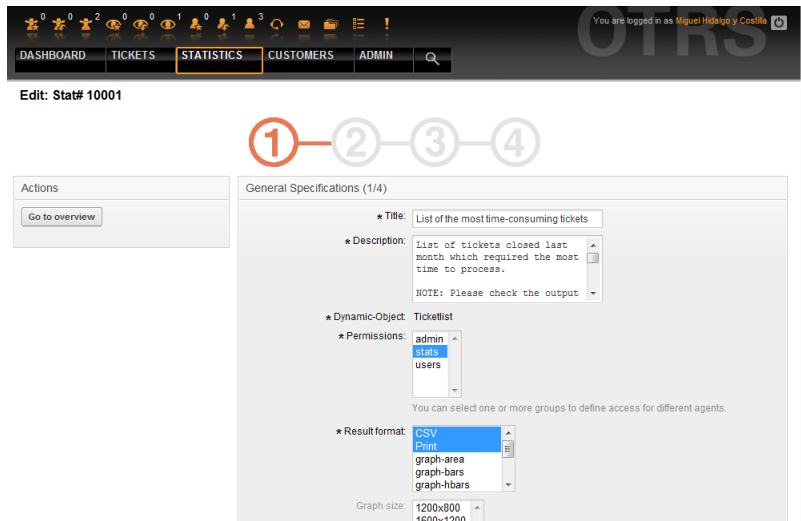 0 0 2 0 0 1 0 1 3
You are logged in as Miguel Hidalgo y Costilla
OTRS
DASHBOARD TICKETS STATISTICS CUSTOMERS ADMIN
Edit: Stat# 10001
1 2 3 4
Actions
Go to overview
General Specifications (1/4)
★ Title: List of the most time-consuming tickets
★ Description: List of tickets closed last
month which required the most
time to process.
NOTE: Please check the output
★ Dynamic-Object: Ticketlist
★ Permissions: admin
stats
users
You can select one or more groups to define access for different agents.
★ Result format: CSV
Print
graph-area
graph-bars
graph-hbars
Graph size: 1200x800
1600x1200